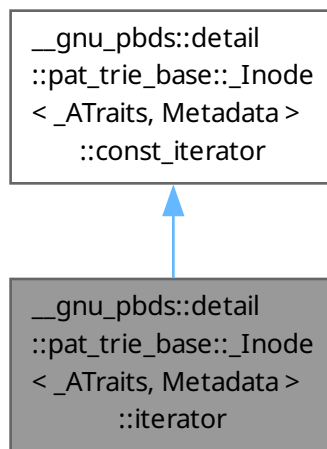 __gnu_pbds::detail
::pat_trie_base::_Inode
< _ATraits, Metadata >
::const_iterator
__gnu_pbds::detail
::pat_trie_base::_Inode
< _ATraits, Metadata >
::iterator